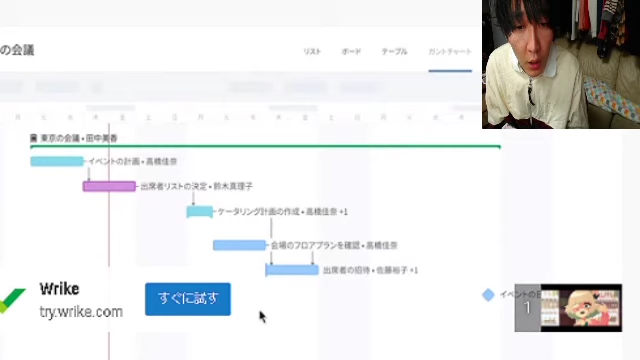 の会議
リスト ボード テーブル ガントチャート
東京の会議 • 田中美香
イベントの計画 • 高橋佳奈
出席者リストの決定 • 鈴木真理子
ケータリング計画の作成 • 高橋佳奈 +1
会場のフロアプランを確認 • 高橋佳奈
出席者の招待 • 佐藤裕子 +1
イベントの
Wrike
try.wrike.com
すぐに試す
1